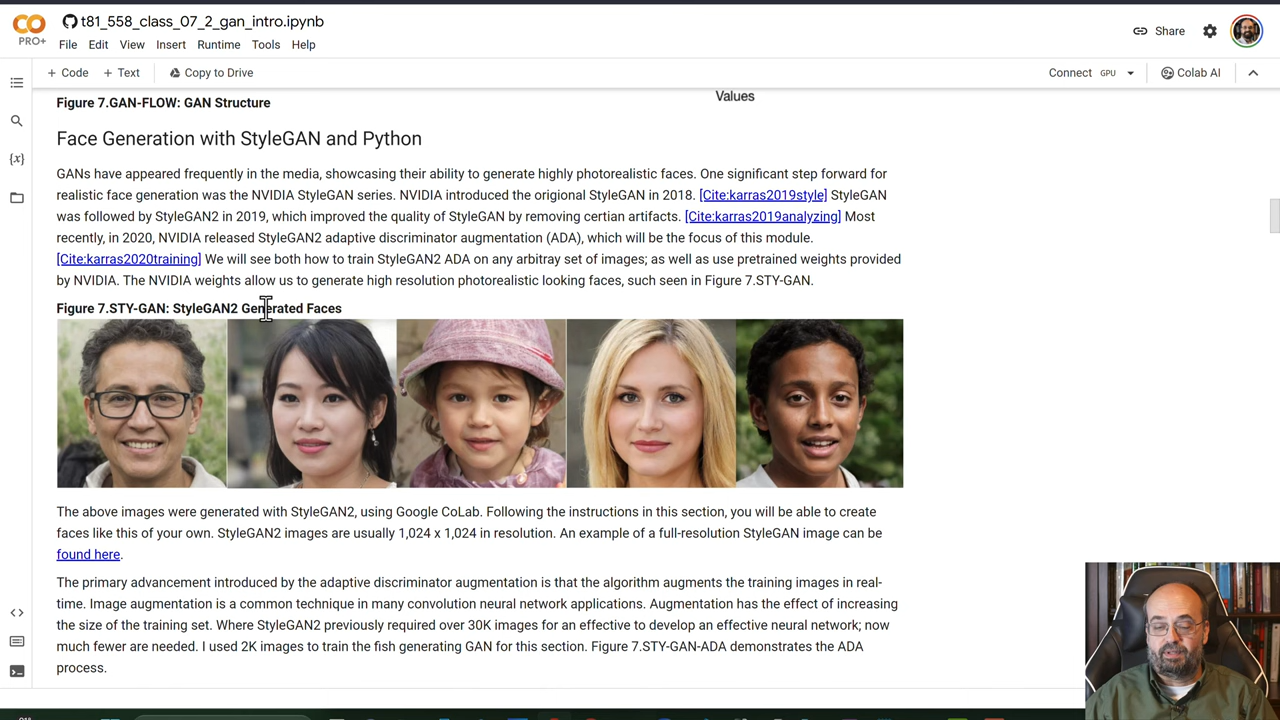 t81_558_class_07_2_gan_intro.ipynb
PRO+
File Edit View Insert Runtime Tools Help
Share
+ Code + Text Copy to Drive
Connect GPU Colab AI
Figure 7.GAN-FLOW: GAN Structure
Values
Face Generation with StyleGAN and Python
GANs have appeared frequently in the media, showcasing their ability to generate highly photorealistic faces. One significant step forward for
realistic face generation was the NVIDIA StyleGAN series. NVIDIA introduced the origional StyleGAN in 2018. [Cite:karras2019style] StyleGAN
was followed by StyleGAN2 in 2019, which improved the quality of StyleGAN by removing certian artifacts. [Cite:karras2019analyzing] Most
recently, in 2020, NVIDIA released StyleGAN2 adaptive discriminator augmentation (ADA), which will be the focus of this module.
[Cite:karras2020training] We will see both how to train StyleGAN2 ADA on any arbitray set of images; as well as use pretrained weights provided
by NVIDIA. The NVIDIA weights allow us to generate high resolution photorealistic looking faces, such seen in Figure 7.STY-GAN.
Figure 7.STY-GAN: StyleGAN2 Generated Faces
The above images were generated with StyleGAN2, using Google CoLab. Following the instructions in this section, you will be able to create
faces like this of your own. StyleGAN2 images are usually 1,024 x 1,024 in resolution. An example of a full-resolution StyleGAN image can be
found here.
The primary advancement introduced by the adaptive discriminator augmentation is that the algorithm augments the training images in real-
time. Image augmentation is a common technique in many convolution neural network applications. Augmentation has the effect of increasing
the size of the training set. Where StyleGAN2 previously required over 30K images for an effective to develop an effective neural network; now
much fewer are needed. I used 2K images to train the fish generating GAN for this section. Figure 7.STY-GAN-ADA demonstrates the ADA
process.